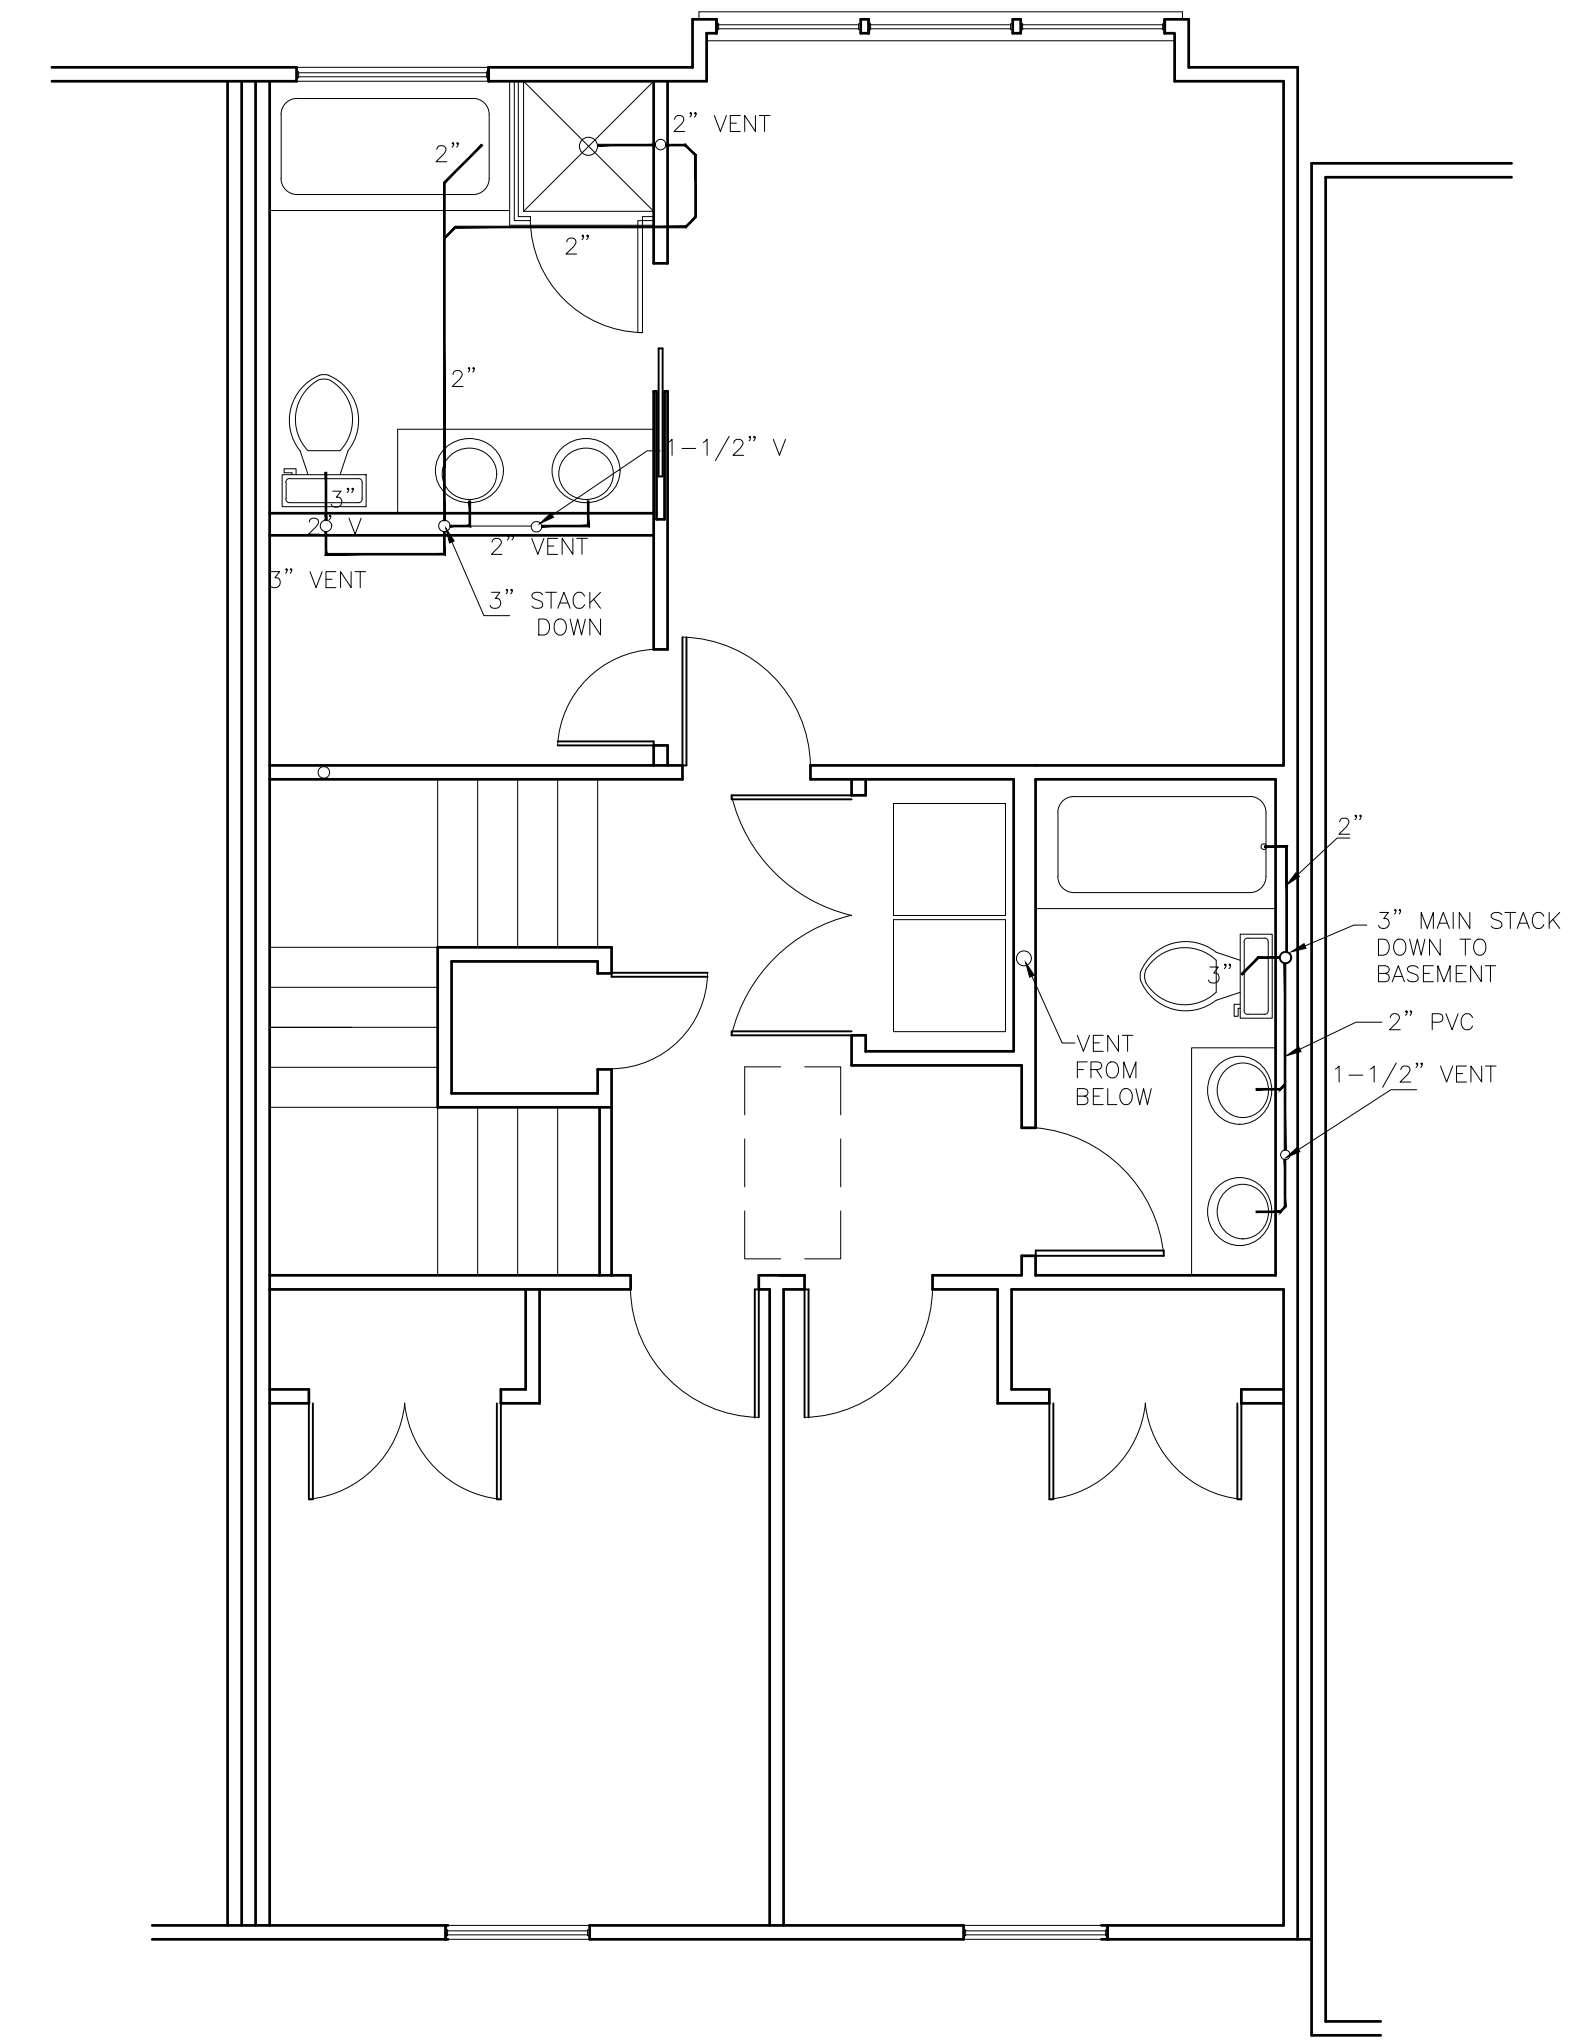 2” VENT
2”
2”
2”
1-1/2” V
3”
2” V
2” VENT
3” VENT
3” STACK
DOWN
2”
3” MAIN STACK
DOWN TO
BASEMENT
3”
2” PVC
VENT
FROM
BELOW
1-1/2” VENT